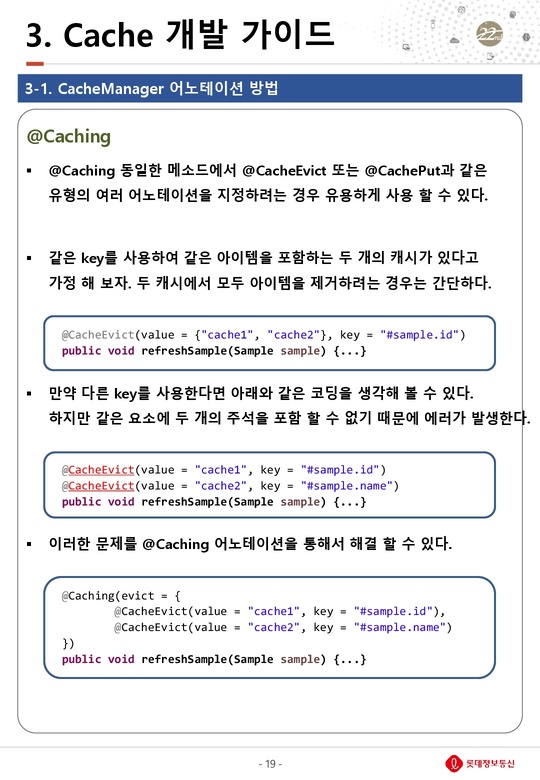 3. Cache 개발 가이드
22
3-1. CacheManager 어노테이션 방법
@Caching
▪ @Caching 동일한 메소드에서 @CacheEvict 또는 @CachePut과 같은
유형의 여러 어노테이션을 지정하려는 경우 유용하게 사용 할 수 있다.
▪ 같은 key를 사용하여 같은 아이템을 포함하는 두 개의 캐시가 있다고
가정 해 보자. 두 캐시에서 모두 아이템을 제거하려는 경우는 간단하다.
@CacheEvict(value = {"cache1", "cache2"}, key = "#sample.id")
public void refreshSample(Sample sample) {...}
▪ 만약 다른 key를 사용한다면 아래와 같은 코딩을 생각해 볼 수 있다.
하지만 같은 요소에 두 개의 주석을 포함 할 수 없기 때문에 에러가 발생한다.
@CacheEvict(value = "cache1", key = "#sample.id")
@CacheEvict(value = "cache2", key = "#sample.name")
public void refreshSample(Sample sample) {...}
▪ 이러한 문제를 @Caching 어노테이션을 통해서 해결 할 수 있다.
@Caching(evict = {
@CacheEvict(value = "cache1", key = "#sample.id"),
@CacheEvict(value = "cache2", key = "#sample.name")
})
public void refreshSample(Sample sample) {...}
- 19 -
롯데정보통신